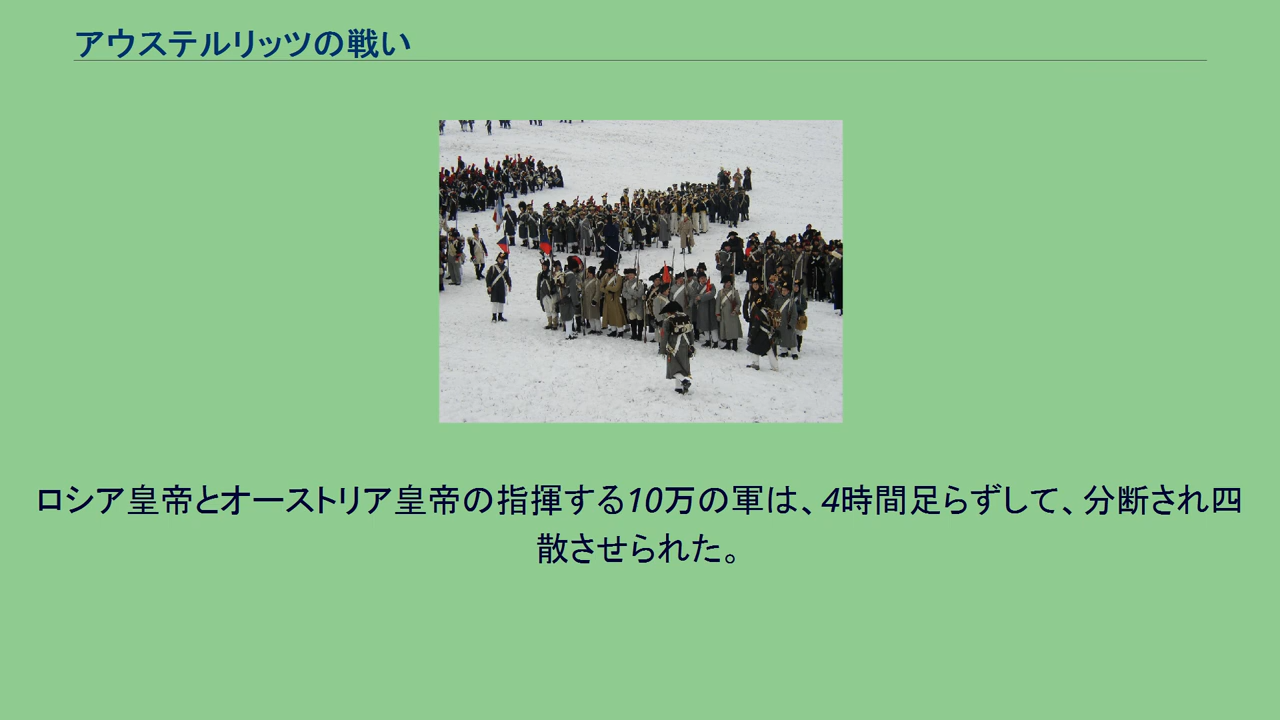 アウステルリッツの戦い
ロシア皇帝とオーストリア皇帝の指揮する10万の軍は、4時間足らずして、分断され四
散させられた。